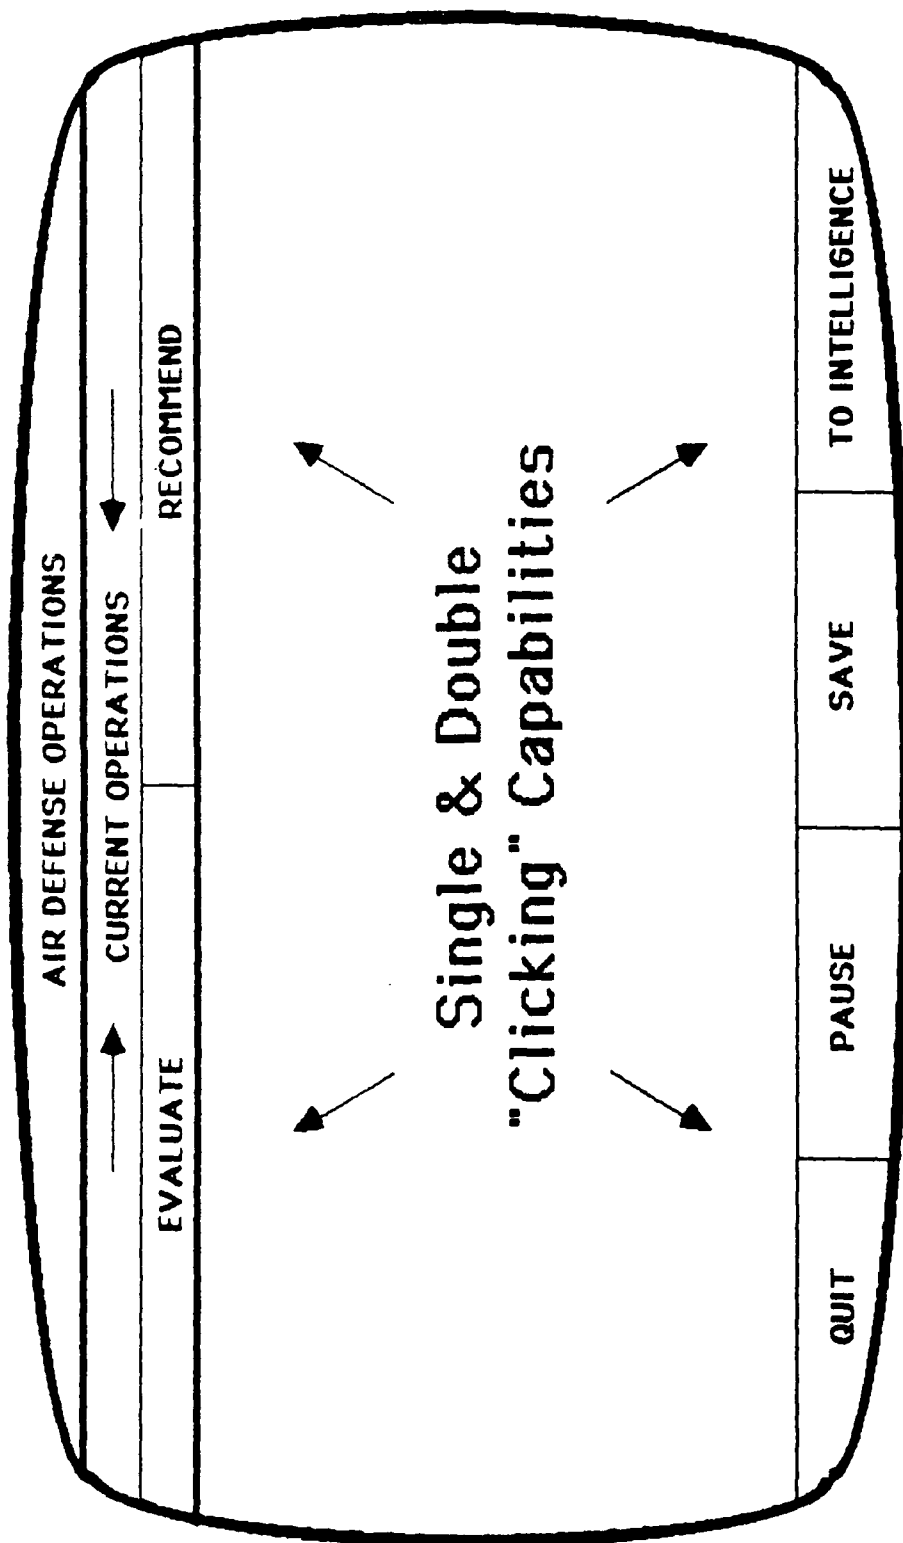 AIR DEFENSE OPERATIONS
CURRENT OPERATIONS
EVALUATE
RECOMMEND
Single & Double
"Clicking" Capabilities
QUIT
PAUSE
SAVE
TO INTELLIGENCE